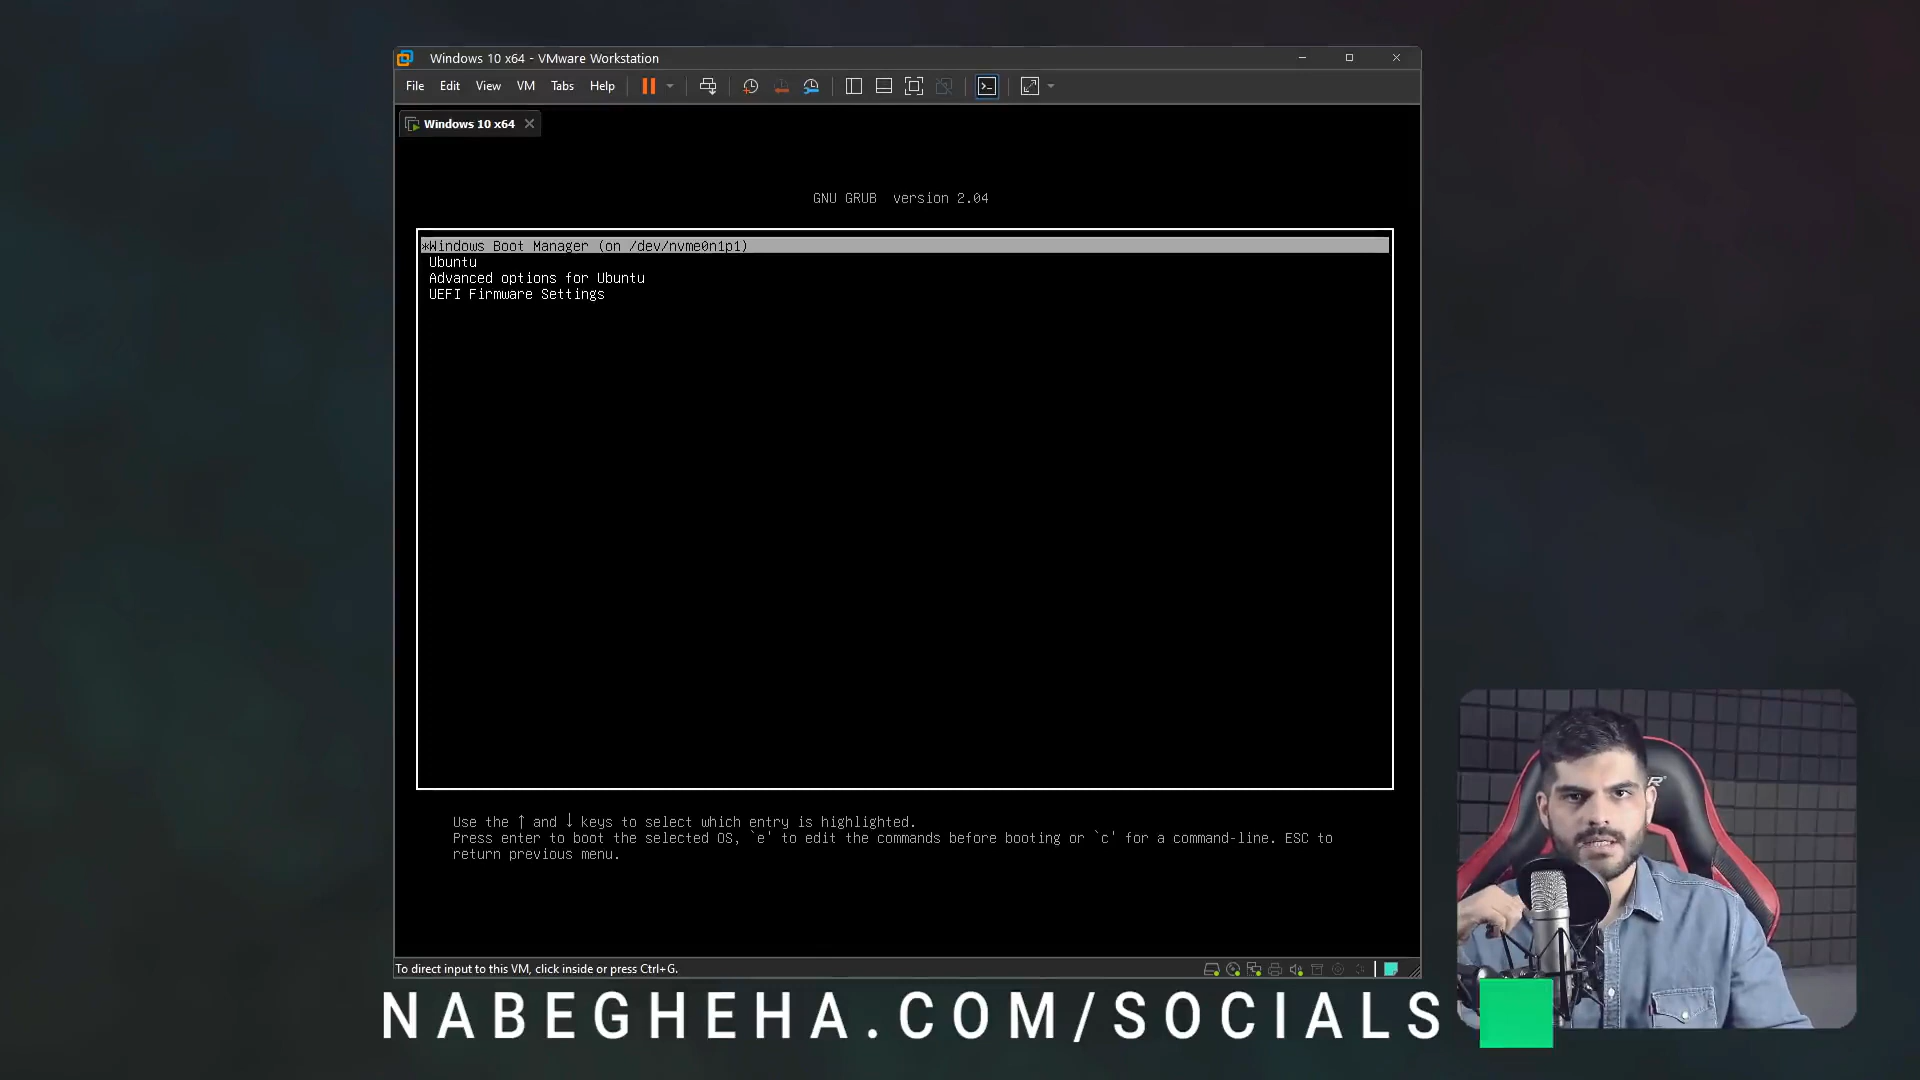 Windows 10 x64 - VMware Workstation
File Edit View VM Tabs Help
Windows 10 x64
GNU GRUB version 2.04
*Windows Boot Manager (on /dev/nvme0n1p1)
Ubuntu
Advanced options for Ubuntu
UEFI Firmware Settings
Use the ↑ and ↓ keys to select which entry is highlighted.
Press enter to boot the selected OS, `e' to edit the commands before booting or `c' for a command-line. ESC to
return previous menu.
To direct input to this VM, click inside or press Ctrl+G.
NABEGHEHA.COM/SOCIALS